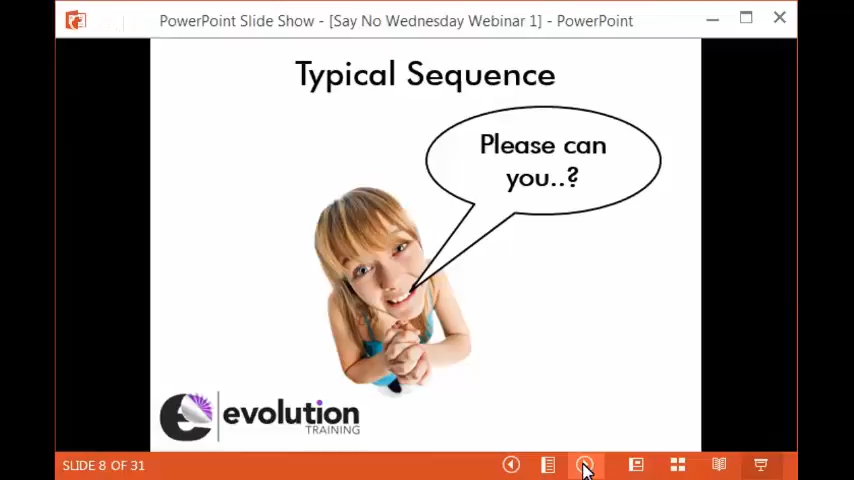 PowerPoint Slide Show - [Say No Wednesday Webinar 1] - PowerPoint
Typical Sequence
Please can
you..?
evolution
TRAINING
SLIDE 8 OF 31